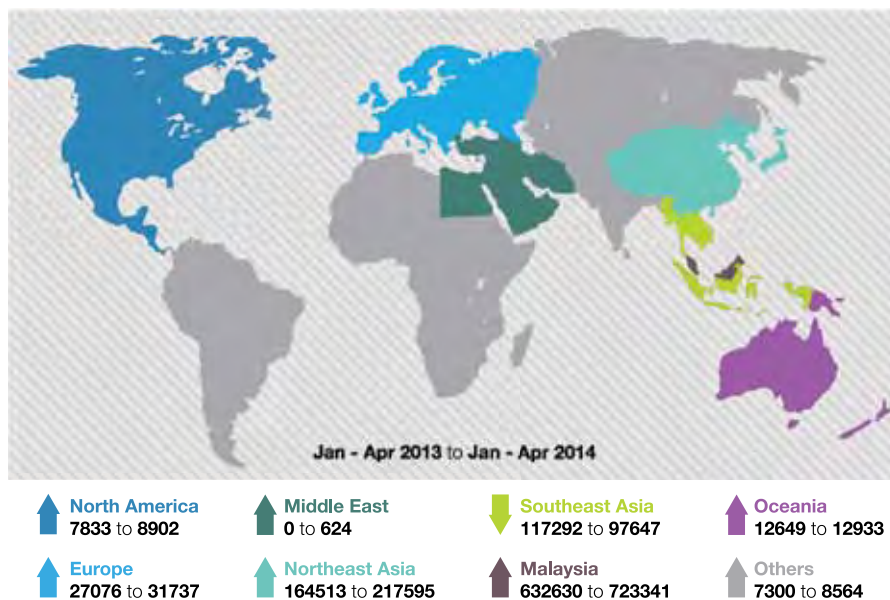 Jan - Apr 2013 to Jan - Apr 2014
North America
7833 to 8902
Middle East
0 to 624
Southeast Asia
117292 to 97647
Oceania
12649 to 12933
Europe
27076 to 31737
Northeast Asia
164513 to 217595
Malaysia
632630 to 723341
Others
7300 to 8564